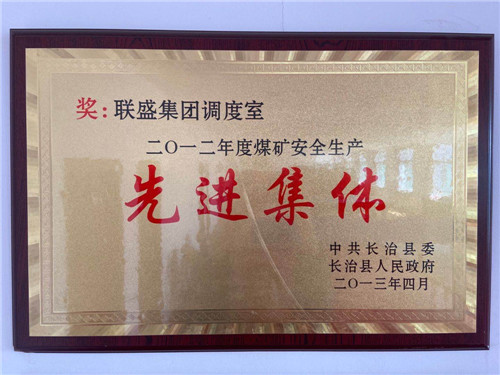 奖:联盛集团调度室
二〇一二年度煤矿安全生产
先进集体
中共长治县委
长治县人民政府
二〇一三年四月